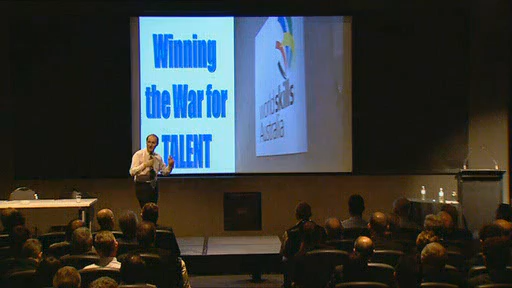 Winning
the War for
TALENT
worldskills
Australia